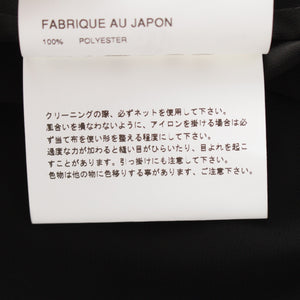 FABRIQUE AU JAPON
100% POLYESTER
クリーニングの際、必ずネットを使用して下さい。
風合いを損なわないように、アイロンを掛ける場合は必
ず当て布を使い形を整える程度にして下さい。
過度な力が加わると縫い目がひらいたり、目よれを起こ
すことがあります。引っ掛けにもご注意して下さい。
色物は他の物に色移りする事が有ります。ご注意下さい。